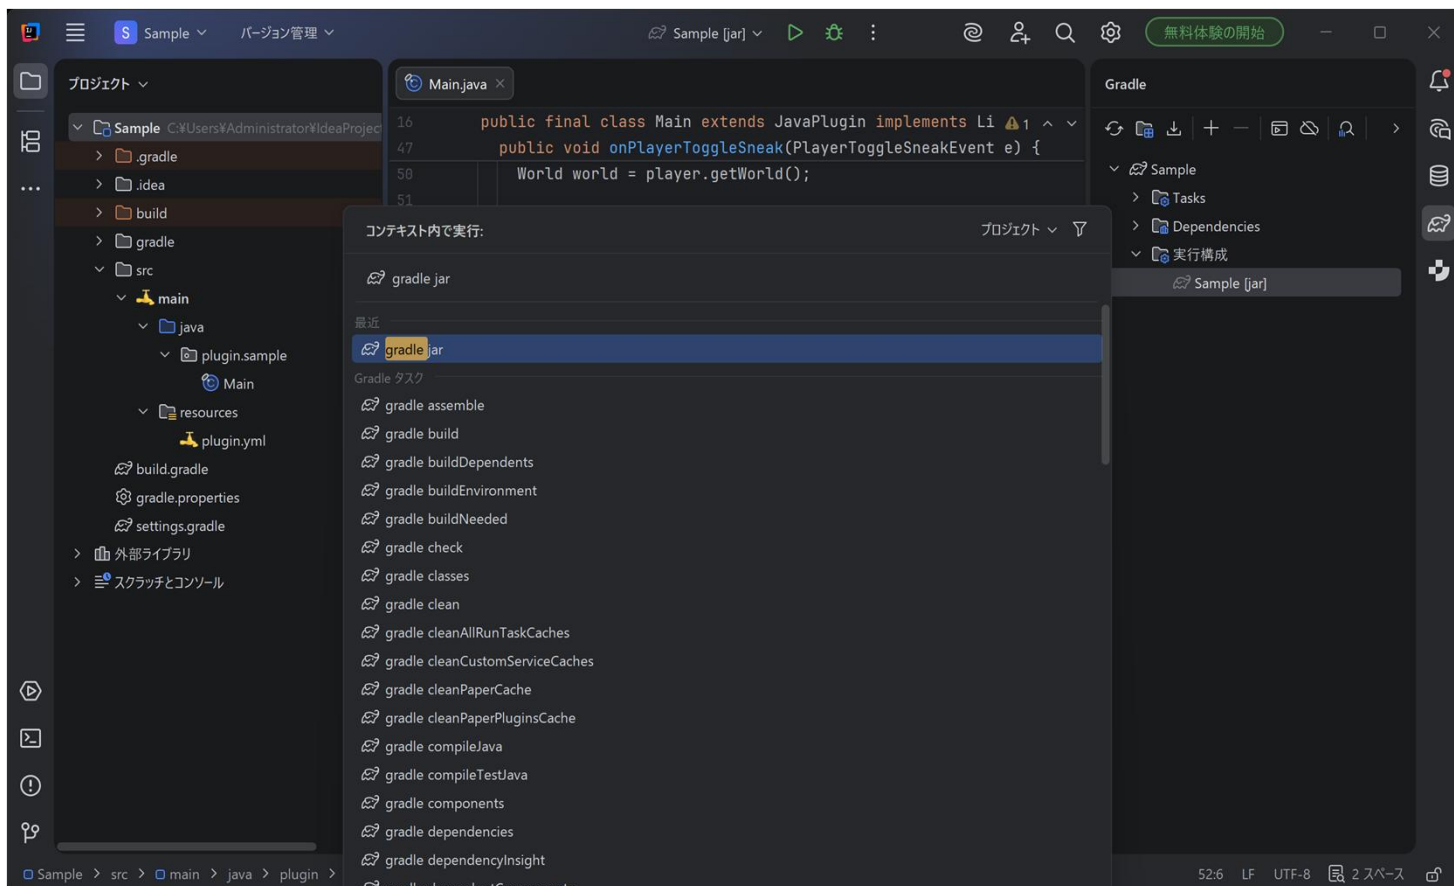 S Sample バージョン管理 Sample [jar] 無料体験の開始
プロジェクト
Main.java
Gradle
Sample C:¥Users¥Administrator¥IdeaProjec
.gradle
.idea
build
gradle
src
main
java
plugin.sample
Main
resources
plugin.yml
build.gradle
gradle.properties
settings.gradle
外部ライブラリ
スクラッチとコンソール
16 public final class Main extends JavaPlugin implements Li 1
47 public void onPlayerToggleSneak(PlayerToggleSneakEvent e) {
50 World world = player.getWorld();
51
コンテキスト内で実行: プロジェクト
gradle jar
最近
gradle jar
Gradle タスク
gradle assemble
gradle build
gradle buildDependents
gradle buildEnvironment
gradle buildNeeded
gradle check
gradle classes
gradle clean
gradle cleanAllRunTaskCaches
gradle cleanCustomServiceCaches
gradle cleanPaperCache
gradle cleanPaperPluginsCache
gradle compileJava
gradle compileTestJava
gradle components
gradle dependencies
gradle dependencyInsight
Sample
Tasks
Dependencies
実行構成
Sample [jar]
Sample > src > main > java > plugin > 52:6 LF UTF-8 2 スペース